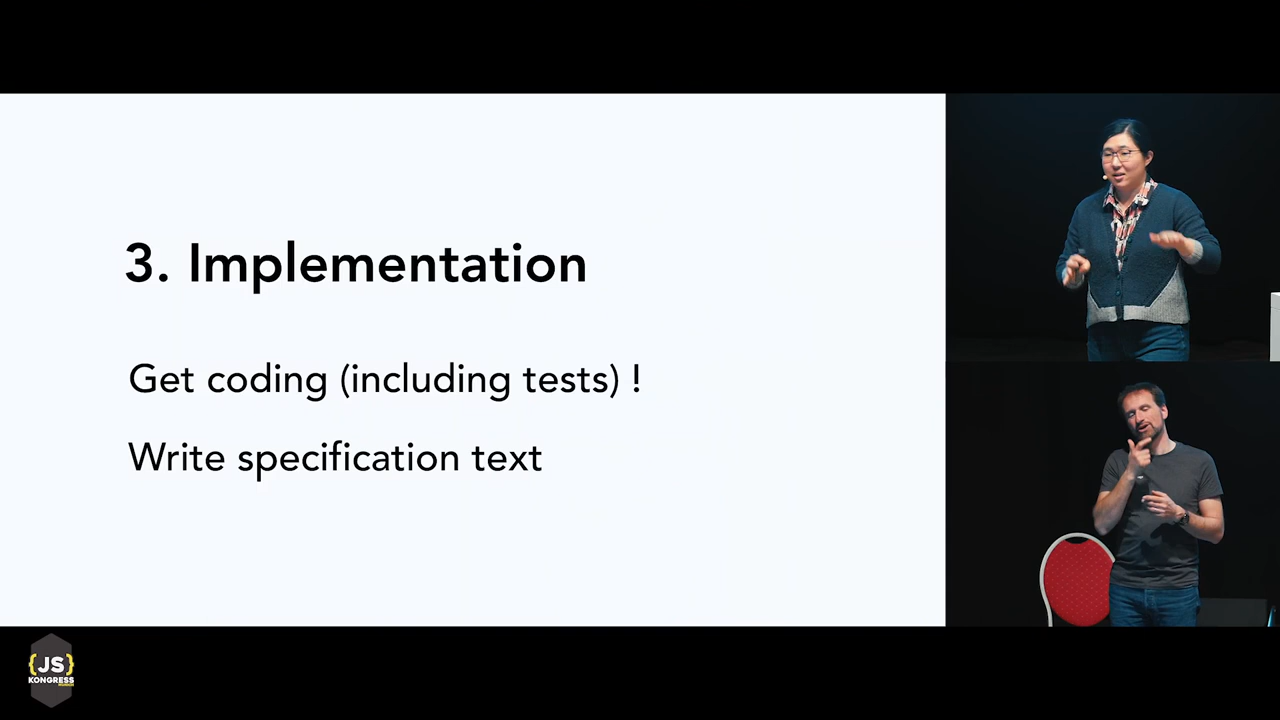 3. Implementation
Get coding (including tests) !
Write specification text
{JS}
KONGRESS